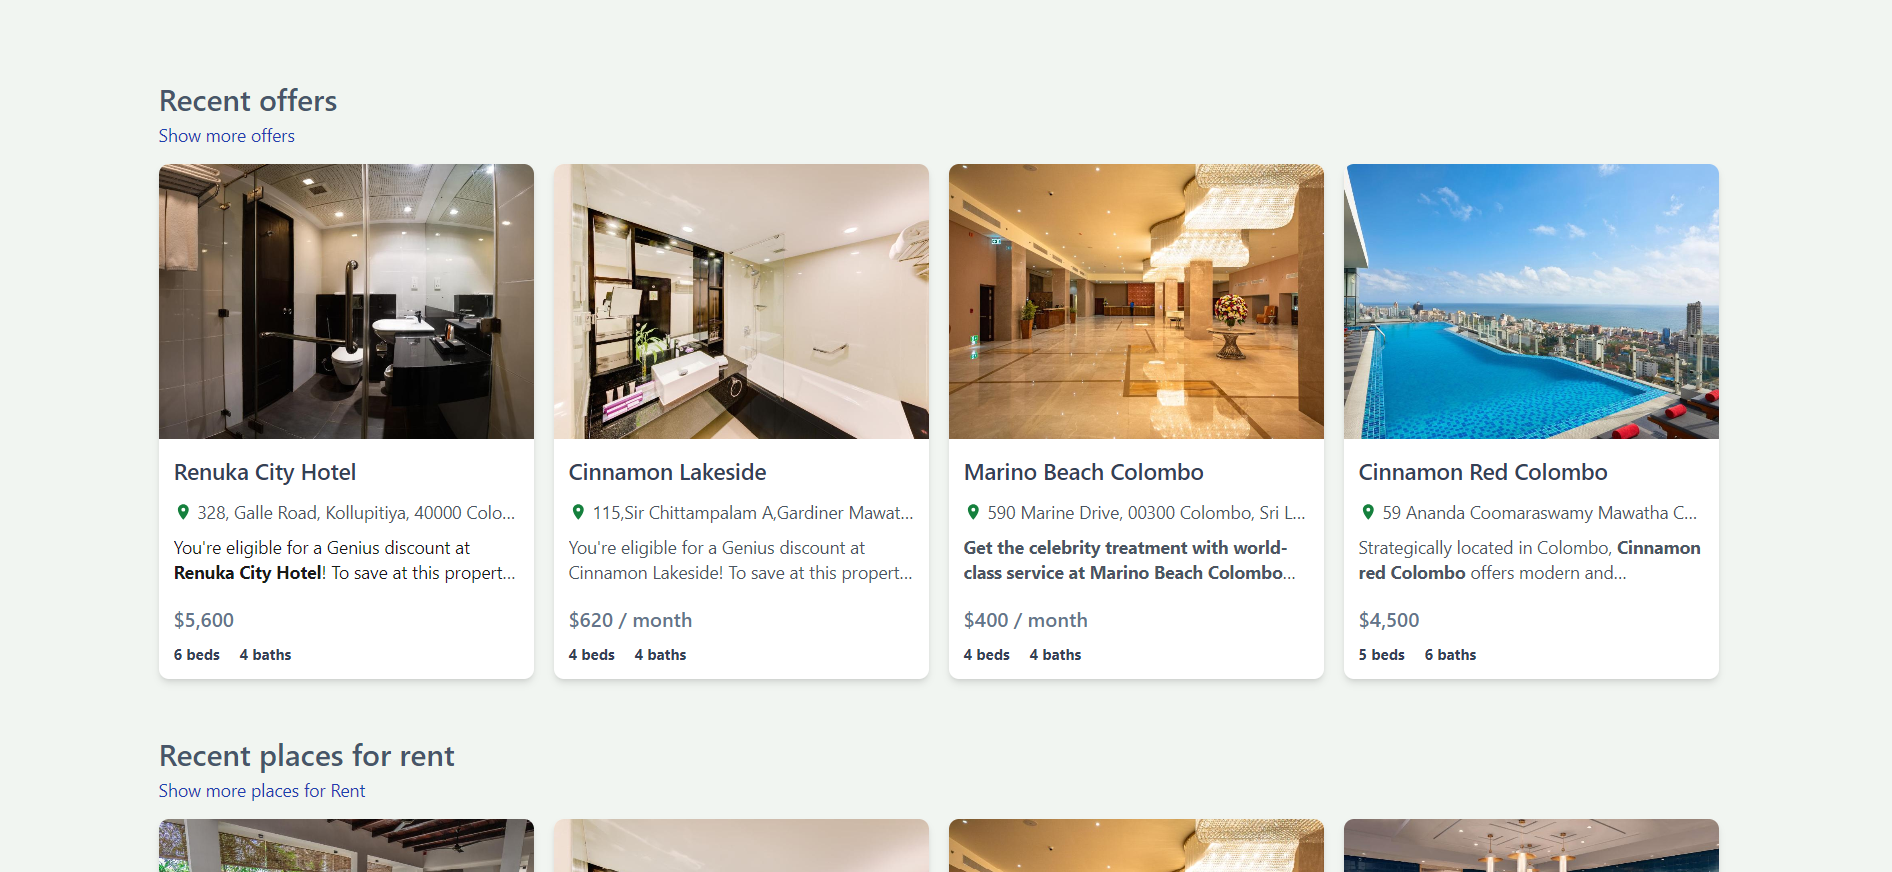 Recent offers
Show more offers
Renuka City Hotel
328, Galle Road, Kollupitiya, 40000 Colo...
You're eligible for a Genius discount at
Renuka City Hotel! To save at this propert...
$5,600
6 beds 4 baths
Cinnamon Lakeside
115,Sir Chittampalam A,Gardiner Mawat...
You're eligible for a Genius discount at
Cinnamon Lakeside! To save at this propert...
$620 / month
4 beds 4 baths
Marino Beach Colombo
590 Marine Drive, 00300 Colombo, Sri L...
Get the celebrity treatment with world-
class service at Marino Beach Colombo...
$400 / month
4 beds 4 baths
Cinnamon Red Colombo
59 Ananda Coomaraswamy Mawatha C...
Strategically located in Colombo, Cinnamon
red Colombo offers modern and...
$4,500
5 beds 6 baths
Recent places for rent
Show more places for Rent